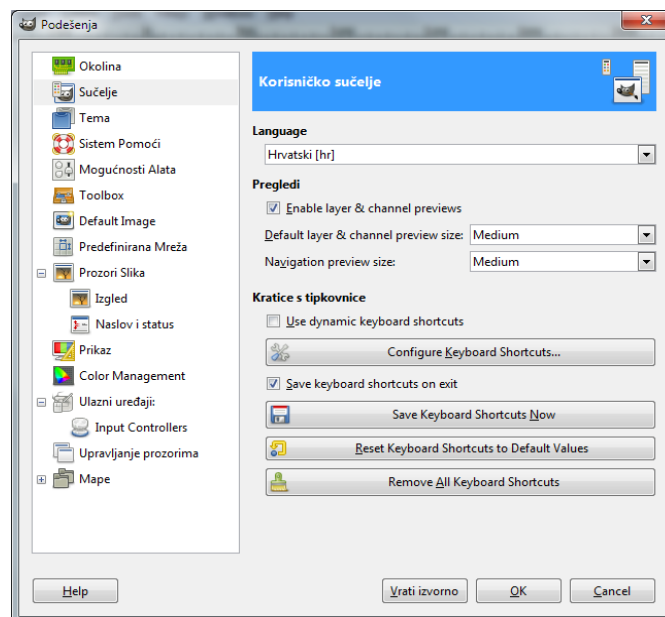 Podešenja
Okolina
Sučelje
Tema
Sistem Pomoći
Mogućnosti Alata
Toolbox
Default Image
Predefinirana Mreža
Prozori Slika
Izgled
Naslov i status
Prikaz
Color Management
Ulazni uređaji:
Input Controllers
Upravljanje prozorima
Mape
Korisničko sučelje
Language
Hrvatski [hr]
Pregledi
Enable layer & channel previews
Default layer & channel preview size: Medium
Navigation preview size: Medium
Kratice s tipkovnice
Use dynamic keyboard shortcuts
Configure Keyboard Shortcuts...
Save keyboard shortcuts on exit
Save Keyboard Shortcuts Now
Reset Keyboard Shortcuts to Default Values
Remove All Keyboard Shortcuts
Help Vrati izvorno OK Cancel